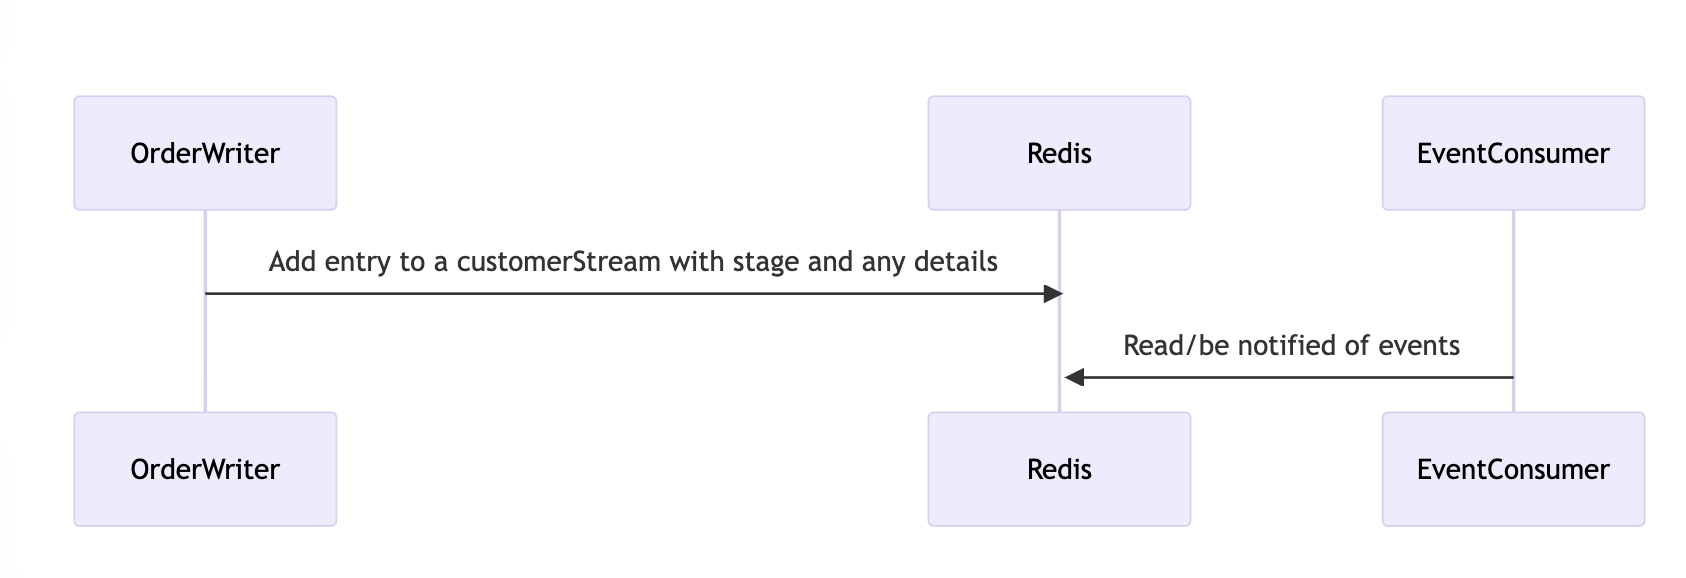 OrderWriter
Redis
EventConsumer
Add entry to a customerStream with stage and any details
Read/be notified of events
OrderWriter
Redis
EventConsumer